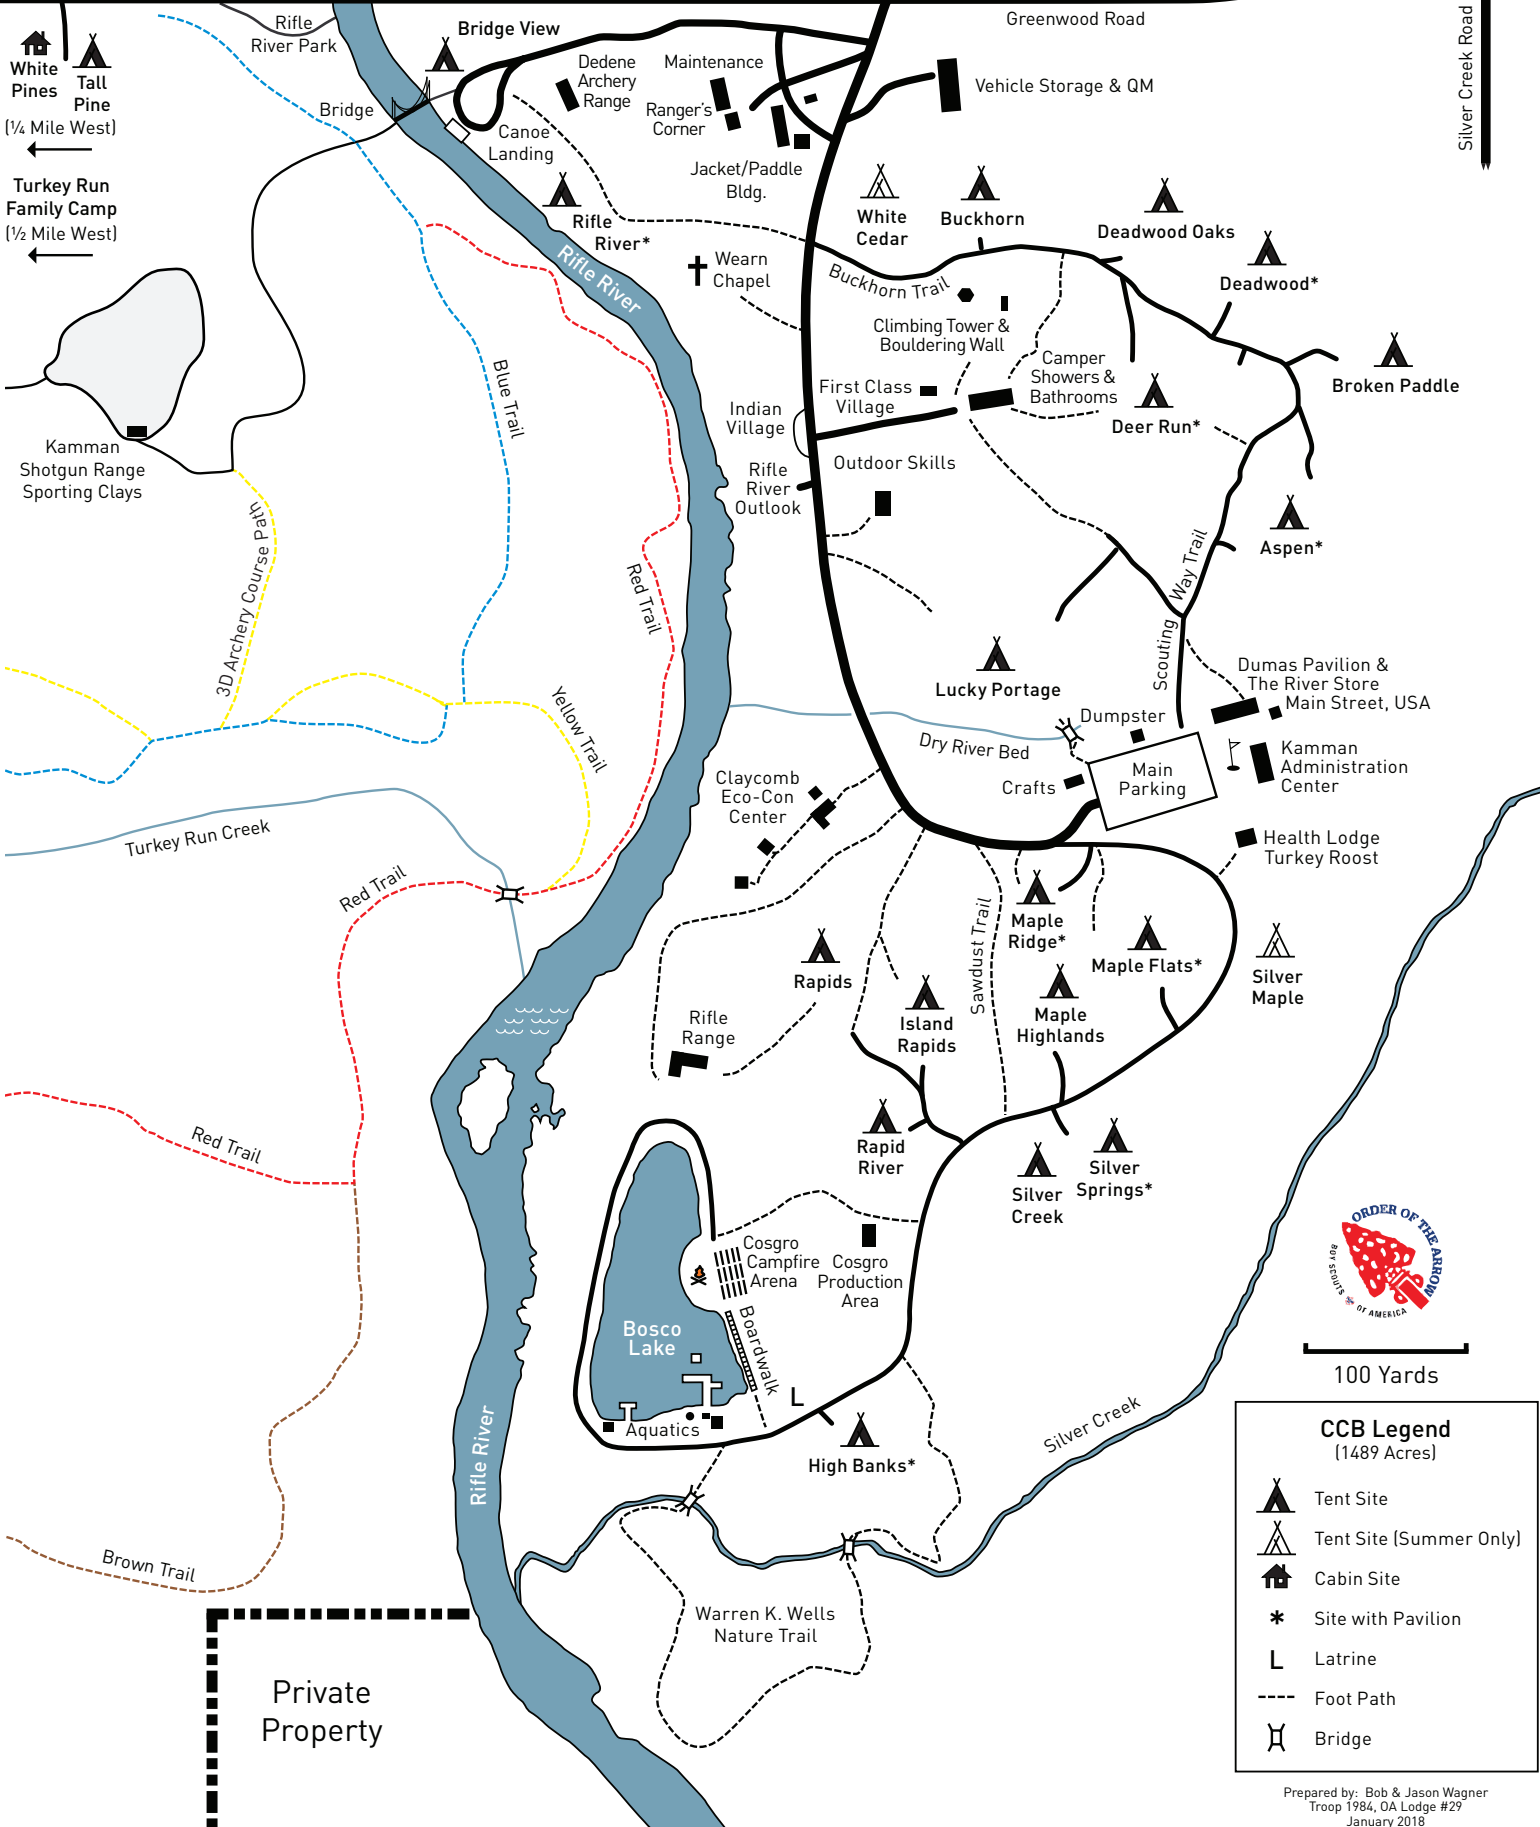 Greenwood Road
Silver Creek Road
Rifle
River Park
Bridge View
White
Pines
Tall
Pine
(¼ Mile West)
Turkey Run
Family Camp
(½ Mile West)
Bridge
Canoe
Landing
Dedene
Archery
Range
Maintenance
Ranger's
Corner
Jacket/Paddle
Bldg.
Vehicle Storage & QM
Rifle
River*
Rifle River
Wearn
Chapel
White
Cedar
Buckhorn
Deadwood Oaks
Deadwood*
Broken Paddle
Buckhorn Trail
Climbing Tower &
Bouldering Wall
Camper
Showers &
Bathrooms
First Class
Village
Indian
Village
Deer Run*
Rifle
River
Outlook
Outdoor Skills
Aspen*
Kamman
Shotgun Range
Sporting Clays
Blue Trail
3D Archery Course Path
Red Trail
Yellow Trail
Scouting Way Trail
Lucky Portage
Dumas Pavilion &
The River Store
Main Street, USA
Dumpster
Dry River Bed
Crafts
Main
Parking
Kamman
Administration
Center
Claycomb
Eco-Con
Center
Health Lodge
Turkey Roost
Turkey Run Creek
Red Trail
Rapids
Rifle
Range
Island
Rapids
Sawdust Trail
Maple
Ridge*
Maple Flats*
Maple
Highlands
Silver
Maple
Red Trail
Rapid
River
Silver
Creek
Silver
Springs*
Cosgro
Campfire
Arena
Cosgro
Production
Area
Bosco
Lake
Boardwalk
L
Aquatics
High Banks*
Silver Creek
Rifle River
Brown Trail
Warren K. Wells
Nature Trail
Private
Property
ORDER OF THE ARROW
BOY SCOUTS OF AMERICA
100 Yards
CCB Legend
(1489 Acres)
Tent Site
Tent Site (Summer Only)
Cabin Site
* Site with Pavilion
L Latrine
Foot Path
Bridge
Prepared by: Bob & Jason Wagner
Troop 1984, OA Lodge #29
January 2018